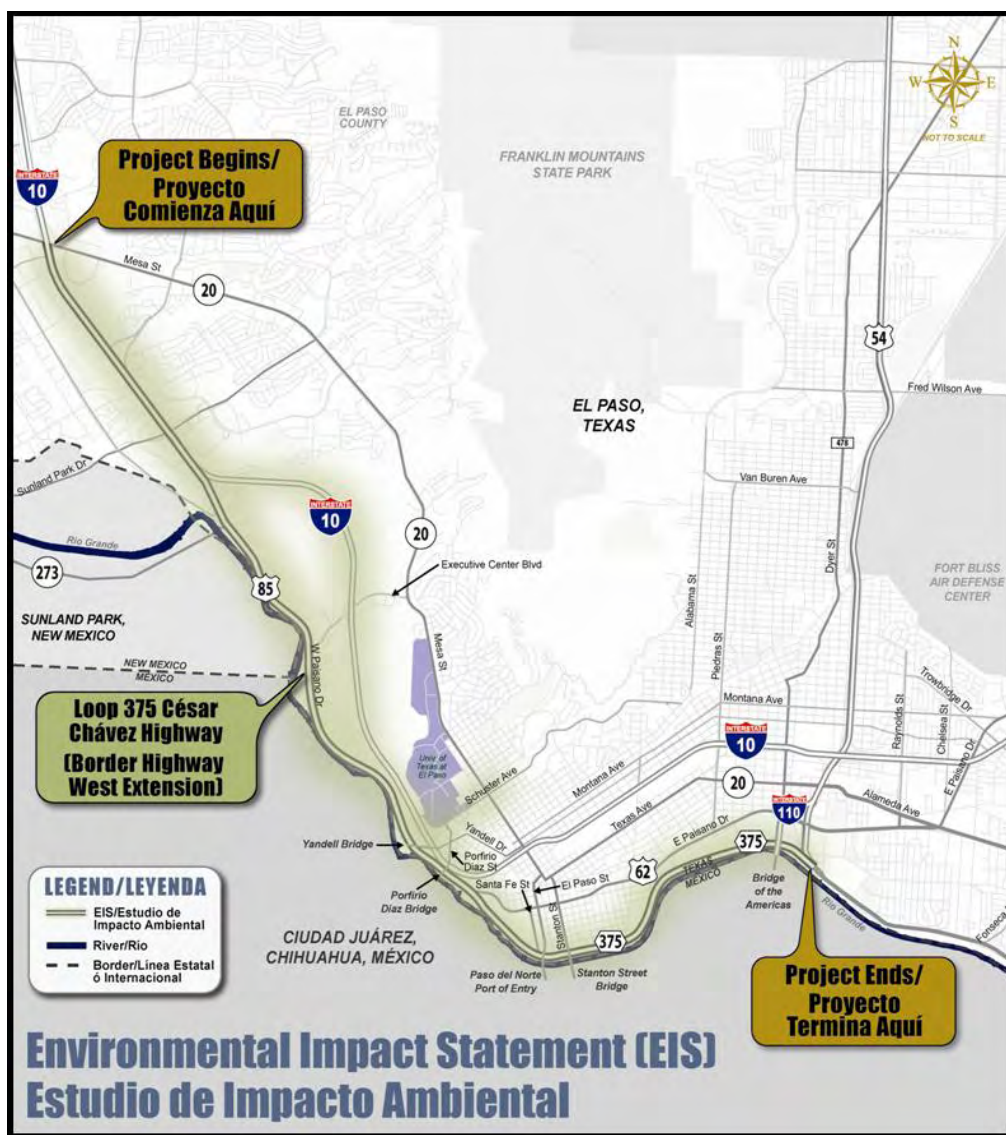 N
W E
S
NOT TO SCALE
EL PASO
COUNTY
FRANKLIN MOUNTAINS
STATE PARK
Project Begins/
Proyecto
Comienza Aquí
INTERSTATE
10
Mesa St
20
54
EL PASO,
TEXAS
Fred Wilson Ave
478
Van Buren Ave
Sunland Park Dr
INTERSTATE
10
Rio Grande
20
Dyer St
Executive Center Blvd
273
85
FORT BLISS
AIR DEFENSE
CENTER
SUNLAND PARK,
NEW MEXICO
Alabama St
Piedras St
Mesa St
NEW MEXICO
MEXICO
W Paisano Dr
Loop 375 César
Chávez Highway
(Border Highway
West Extension)
Montana Ave
Trowbridge Dr
Raynolds St
Chelsea St
E Paisano Dr
INTERSTATE
10
Univ of
Texas at
El Paso
Schuster Ave
Montana Ave
Texas Ave
20
Alameda Ave
INTERSTATE
110
Yandell Dr
E Paisano Dr
375
Yandell Bridge
Porfirio
Diaz St
62
TEXAS
MÉXICO
Santa Fe St
El Paso St
Bridge
of the
Americas
Porfirio
Diaz Bridge
Stanton St
Rio Grande
Fonseca
375
CIUDAD JUÁREZ,
CHIHUAHUA, MÉXICO
Paso del Norte
Port of Entry
Stanton Street
Bridge
Project Ends/
Proyecto
Termina Aquí
LEGEND/LEYENDA
EIS/Estudio de
Impacto Ambiental
River/Rio
Border/Línea Estatal
ó Internacional
Environmental Impact Statement (EIS)
Estudio de Impacto Ambiental